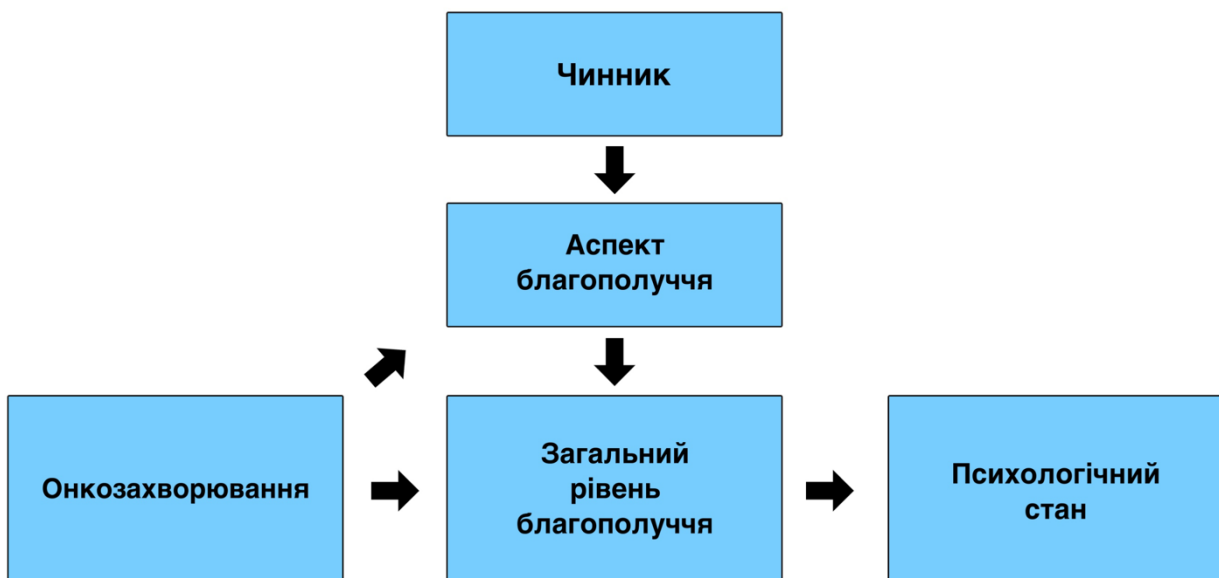 Чинник
Аспект
благополуччя
Онкозахворювання
Загальний
рівень
благополуччя
Психологічний
стан